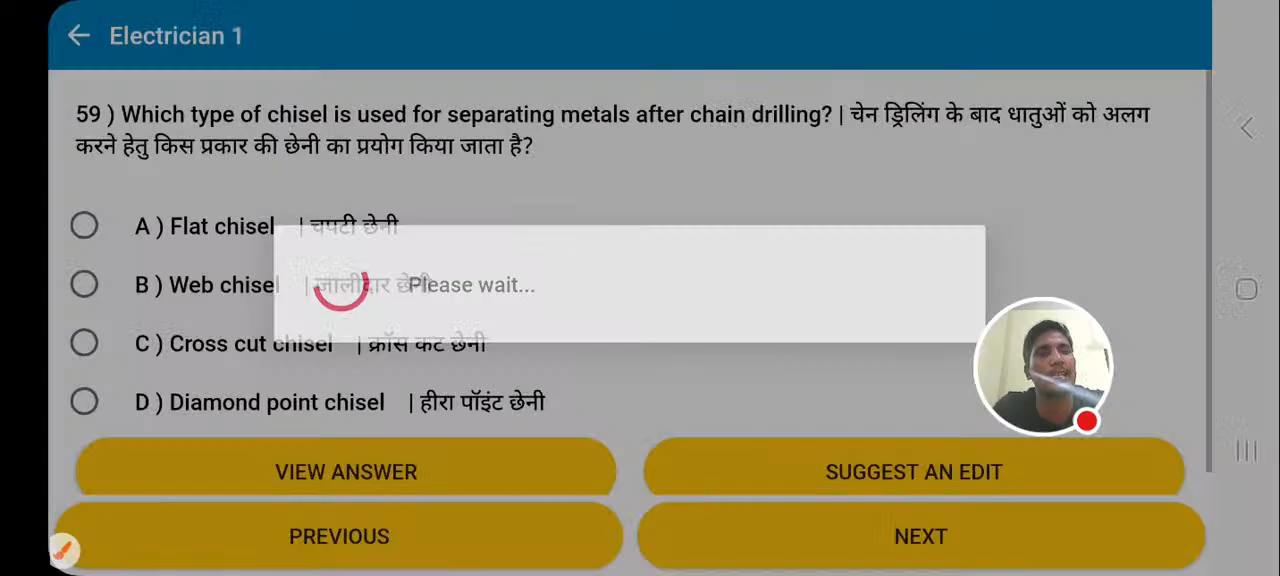 Electrician 1
59 ) Which type of chisel is used for separating metals after chain drilling? | चेन ड्रिलिंग के बाद धातुओं को अलग
करने हेतु किस प्रकार की छेनी का प्रयोग किया जाता है?
A ) Flat chisel | चपटी छेनी
B ) Web chisel | जालीदार छेनी
Please wait...
C ) Cross cut chisel | क्रॉस कट छेनी
D ) Diamond point chisel | हीरा पॉइंट छेनी
VIEW ANSWER SUGGEST AN EDIT
PREVIOUS NEXT